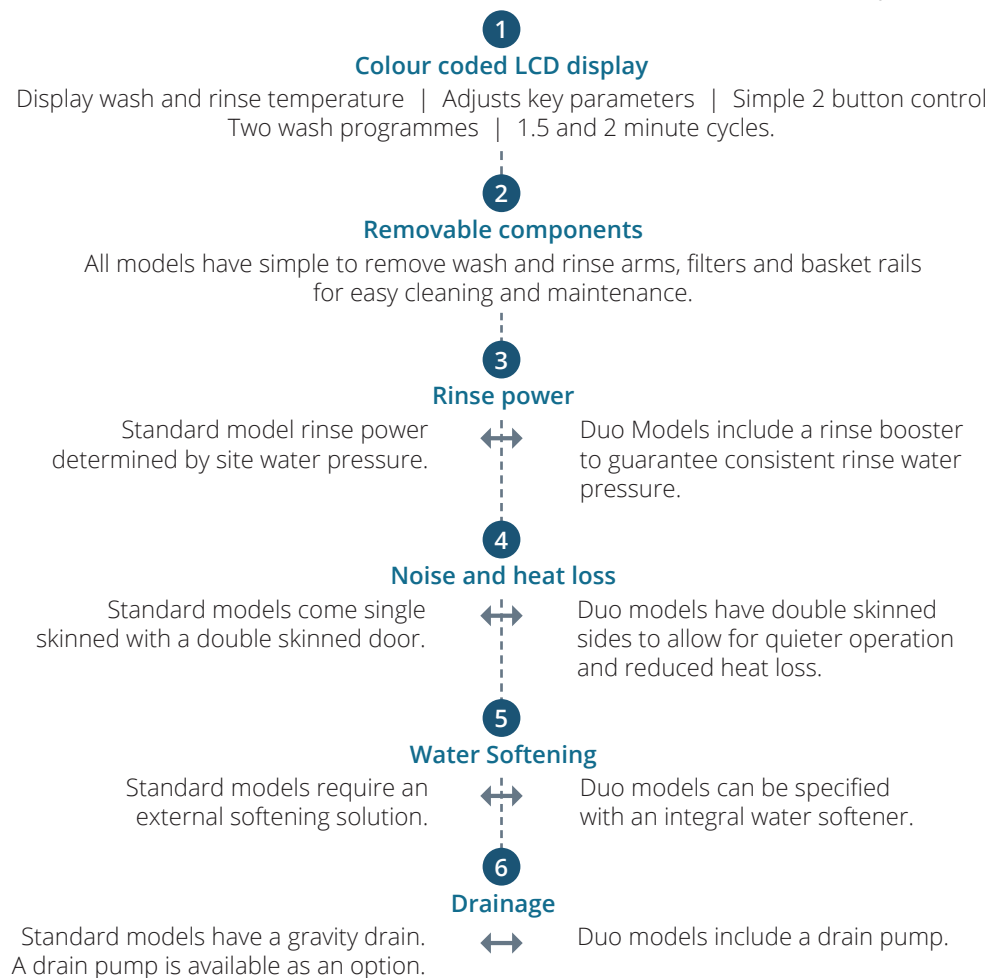 1
Colour coded LCD display
Display wash and rinse temperature | Adjusts key parameters | Simple 2 button control
Two wash programmes | 1.5 and 2 minute cycles.
2
Removable components
All models have simple to remove wash and rinse arms, filters and basket rails
for easy cleaning and maintenance.
3
Rinse power
Standard model rinse power
determined by site water pressure.
Duo Models include a rinse booster
to guarantee consistent rinse water
pressure.
4
Noise and heat loss
Standard models come single
skinned with a double skinned door.
Duo models have double skinned
sides to allow for quieter operation
and reduced heat loss.
5
Water Softening
Standard models require an
external softening solution.
Duo models can be specified
with an integral water softener.
6
Drainage
Standard models have a gravity drain.
A drain pump is available as an option.
Duo models include a drain pump.